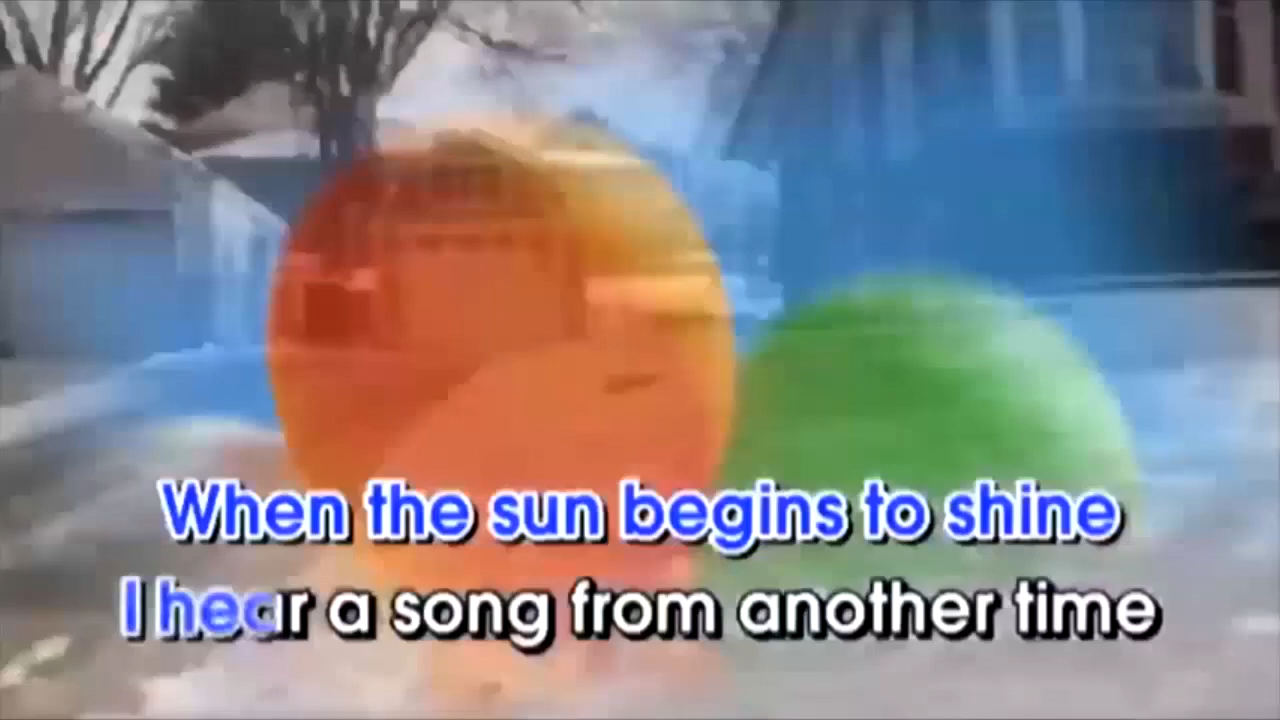 When the sun begins to shine
I hear a song from another time